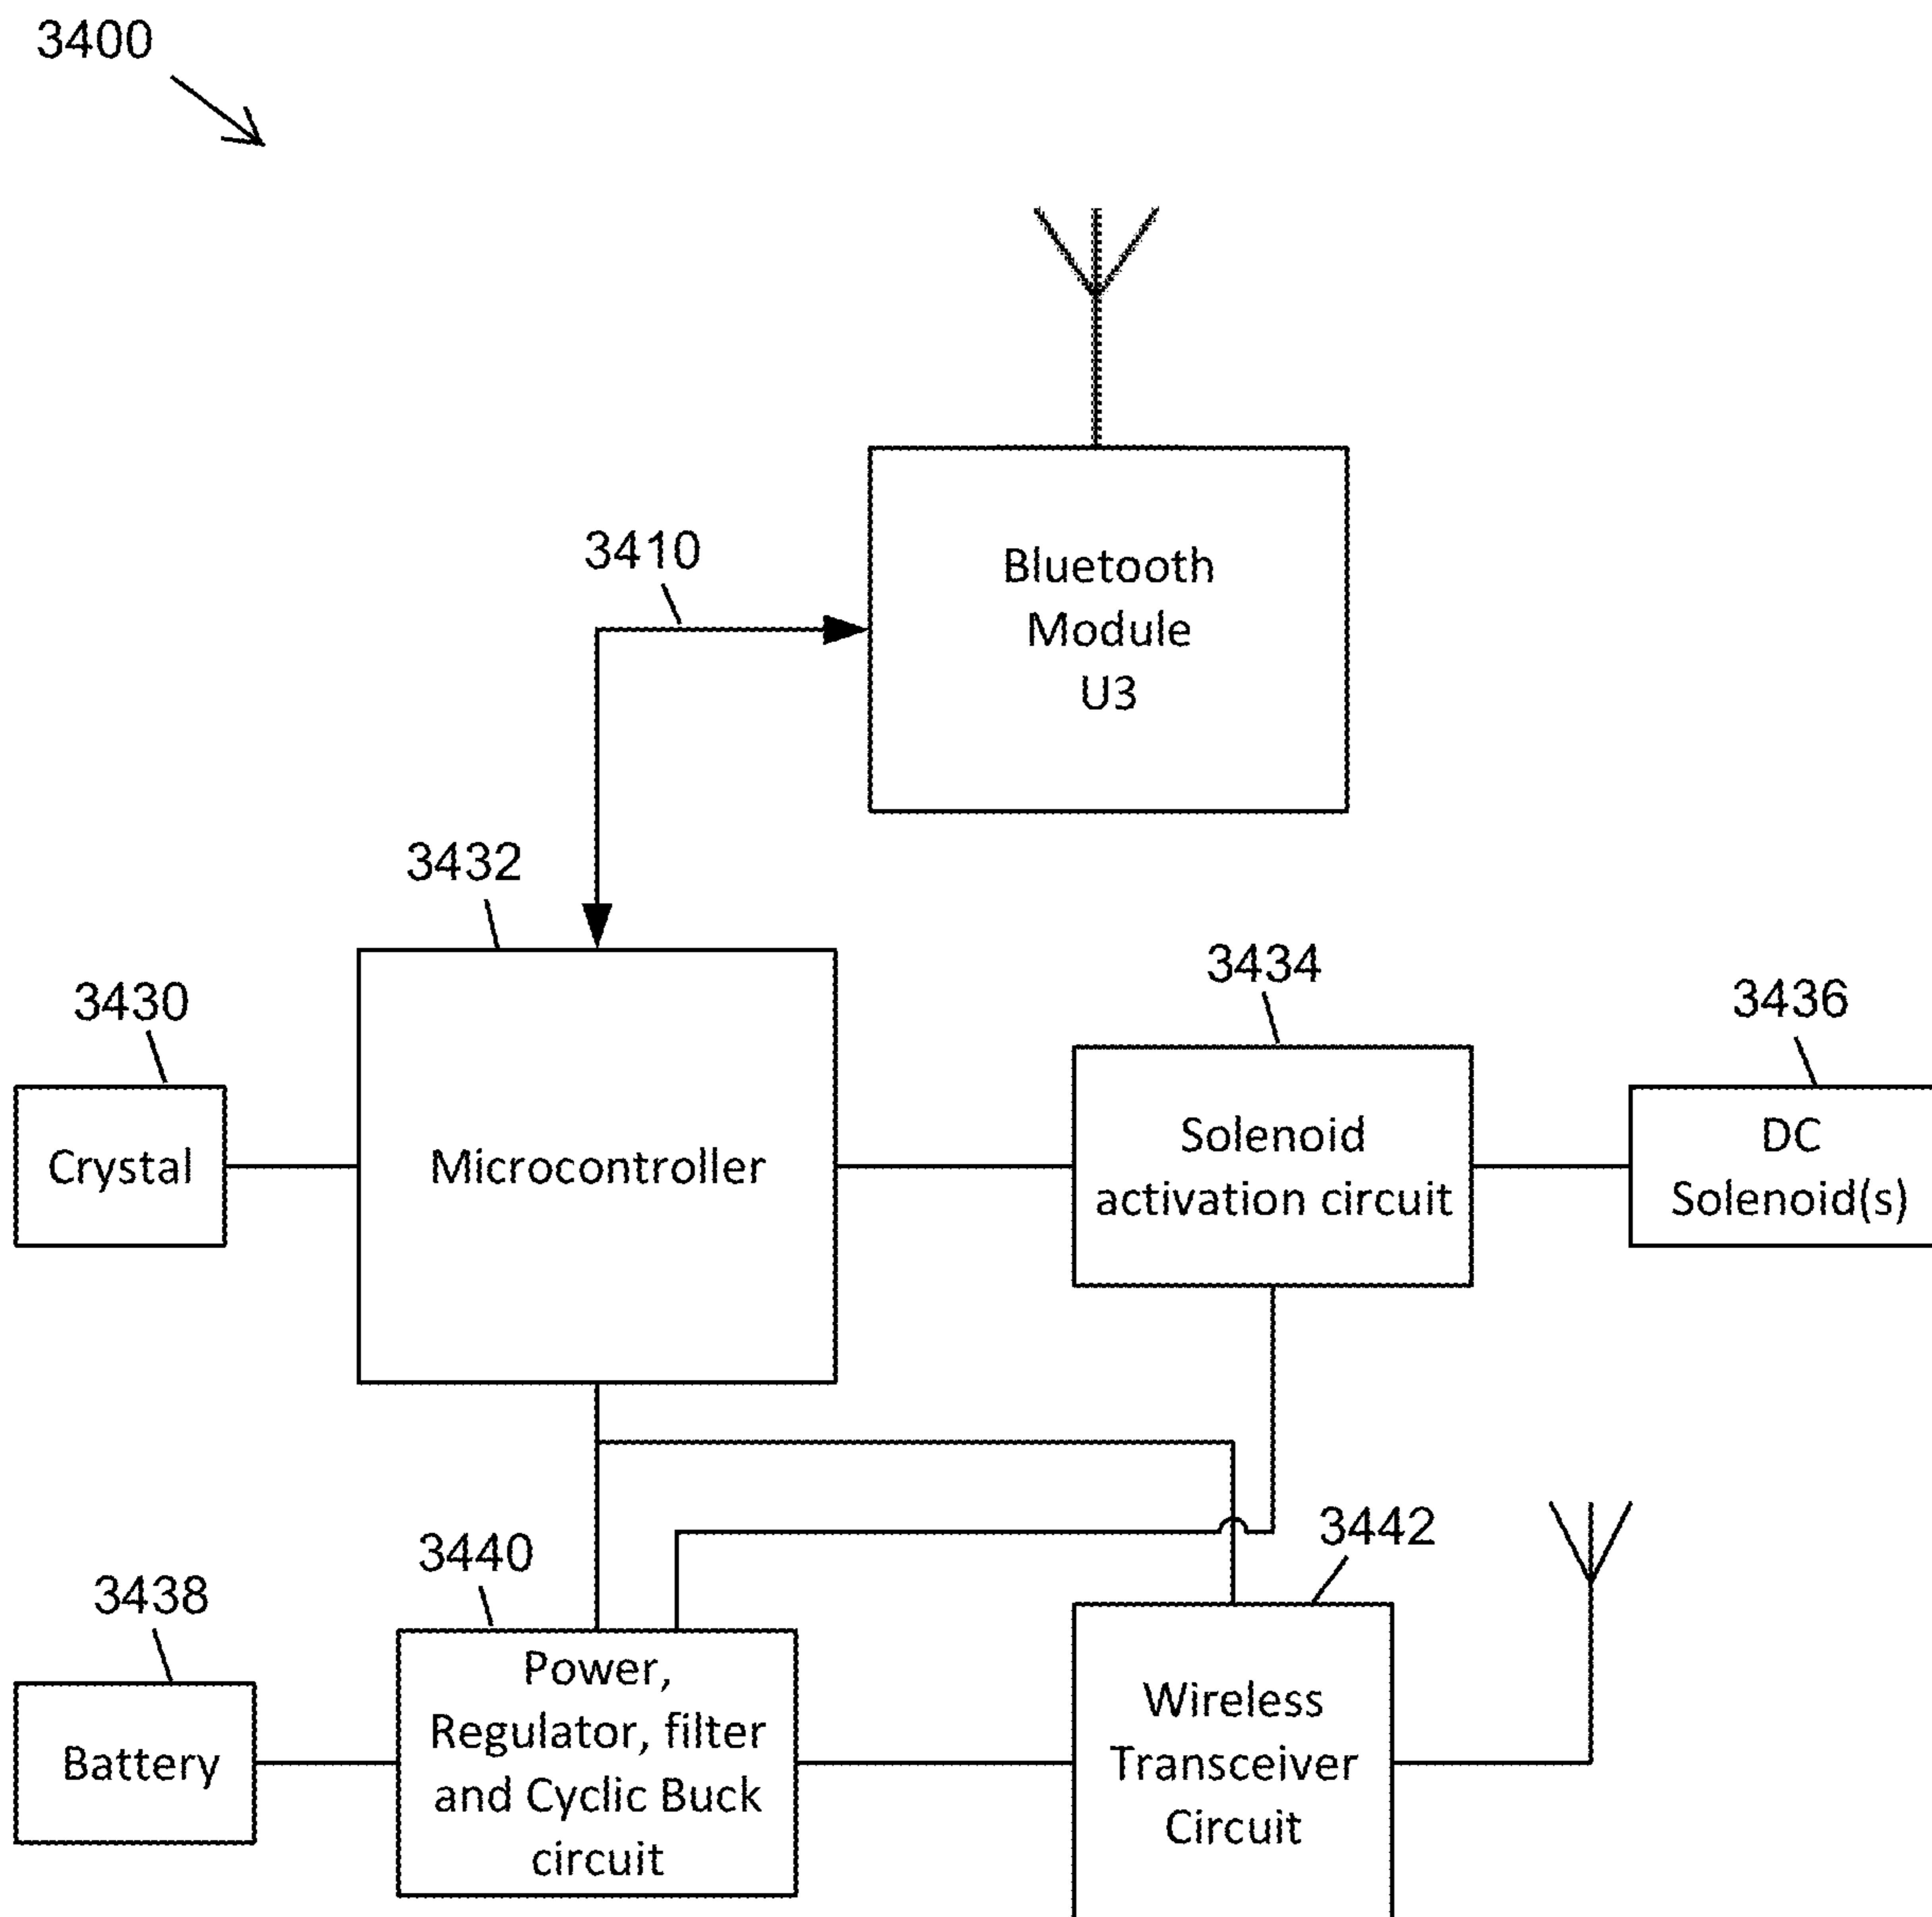 3400
3410
Bluetooth
Module
U3
3432
3430
3434
3436
Crystal
Microcontroller
Solenoid
activation circuit
DC
Solenoid(s)
3438
3440
3442
Battery
Power,
Regulator, filter
and Cyclic Buck
circuit
Wireless
Transceiver
Circuit